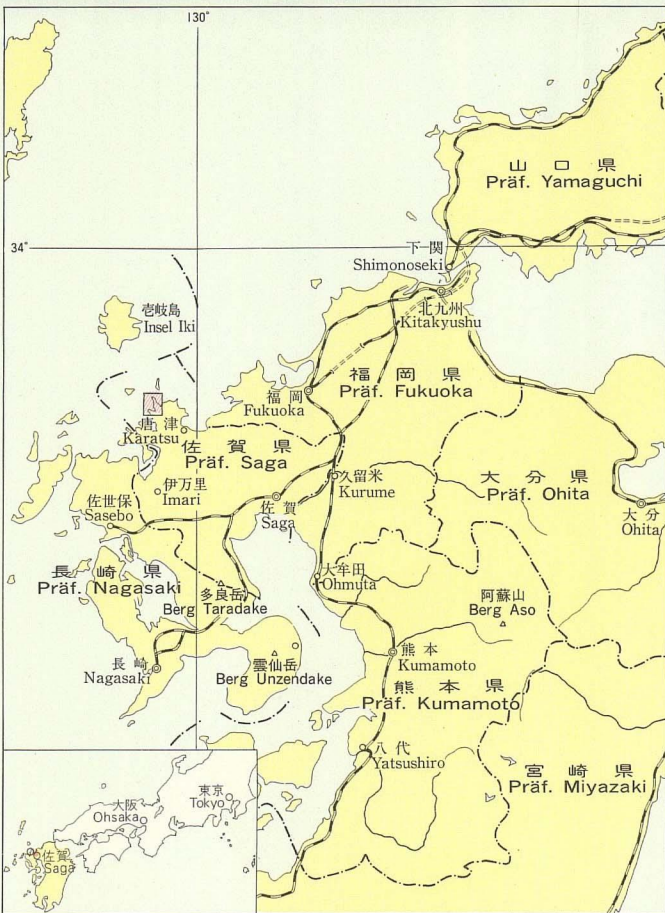 130°
山口県
Präf. Yamaguchi
34°
下関
Shimonoseki
壱岐島
Insel Iki
北九州
Kitakyushu
福岡県
Präf. Fukuoka
福岡
Fukuoka
唐津
Karatsu
佐賀県
Präf. Saga
大分県
Präf. Ohita
久留米
Kurume
伊万里
Imari
佐世保
Sasebo
佐賀
Saga
大分
Ohita
長崎県
Präf. Nagasaki
大牟田
Ohmuta
多良岳
Berg Taradake
阿蘇山
Berg Aso
長崎
Nagasaki
雲仙岳
Berg Unzendake
熊本
Kumamoto
熊本県
Präf. Kumamoto
八代
Yatsushiro
宮崎県
Präf. Miyazaki
東京
Tokyo
大阪
Ohsaka
佐賀
Saga